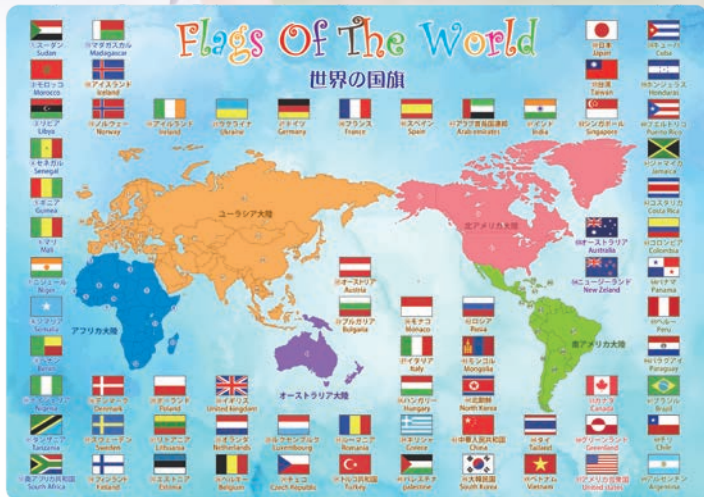 Flags Of The World
世界の国旗
スーダン
Sudan
マダガスカル
Madagascar
日本
Japan
キューバ
Cuba
モロッコ
Morocco
アイスランド
Iceland
台湾
Taiwan
ホンジュラス
Honduras
リビア
Libya
ノルウェー
Norway
アイルランド
Ireland
ウクライナ
Ukraine
ドイツ
Germany
フランス
France
スペイン
Spain
アラブ首長国連邦
Arab emirates
インド
India
シンガポール
Singapore
プエルトリコ
Puerto Rico
セネガル
Senegal
ジャマイカ
Jamaica
ギニア
Guinea
ユーラシア大陸
北アメリカ大陸
コスタリカ
Costa Rica
マリ
Mali
オーストラリア
Australia
コロンビア
Colombia
ニジェール
Niger
オーストリア
Austria
ニュージーランド
New Zeland
パナマ
Panama
ソマリア
Somalia
アフリカ大陸
ブルガリア
Bulgaria
モナコ
Monaco
ロシア
ペルー
Peru
ベナン
Benin
オーストラリア大陸
イタリア
Italy
モンゴル
Mongolia
南アメリカ大陸
パラグアイ
Paraguay
ナイジェリア
Nigeria
デンマーク
Denmark
ポーランド
Poland
イギリス
United Kingdom
ハンガリー
Hungary
北朝鮮
North Korea
カナダ
Canada
ブラジル
Brazil
タンザニア
Tanzania
スウェーデン
Sweden
リトアニア
Lithuania
オランダ
Netherlands
ルクセンブルク
Luxembourg
ルーマニア
Romania
ギリシャ
Greece
中華人民共和国
China
タイ
グリーンランド
Greenland
チリ
Chile
南アフリカ共和国
South Africa
フィンランド
Finland
エストニア
Estonia
ベルギー
Belgium
チェコ
Czech Republic
トルコ共和国
Turkey
パレスチナ
palestine
大韓民国
South Korea
ベトナム
Vietnam
アメリカ合衆国
United states
アルゼンチン
Argentina